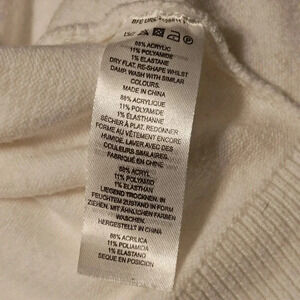 88% ACRYLIC
11% POLYAMIDE
1% ELASTANE
DRY FLAT, RE-SHAPE WHILST
DAMP. WASH WITH SIMILAR
COLOURS.
MADE IN CHINA
88% ACRYLIQUE
11% POLYAMIDE
1% ELASTHANNE
SÉCHER À PLAT. REDONNER
FORME AU VÊTEMENT ENCORE
HUMIDE. LAVER AVEC DES
COULEURS SIMILAIRES.
FABRIQUÉ EN CHINE
88% ACRYL
11% POLYAMID
1% ELASTHAN
LIEGEND TROCKNEN. IN
FEUCHTEM ZUSTAND IN FORM
ZIEHEN. MIT ÄHNLICHEN FARBEN
WASCHEN.
HERGESTELLT IN CHINA
88% ACRILICA
11% POLIAMIDA
1% ELASTANO
SEQUE EN POSICIÓN